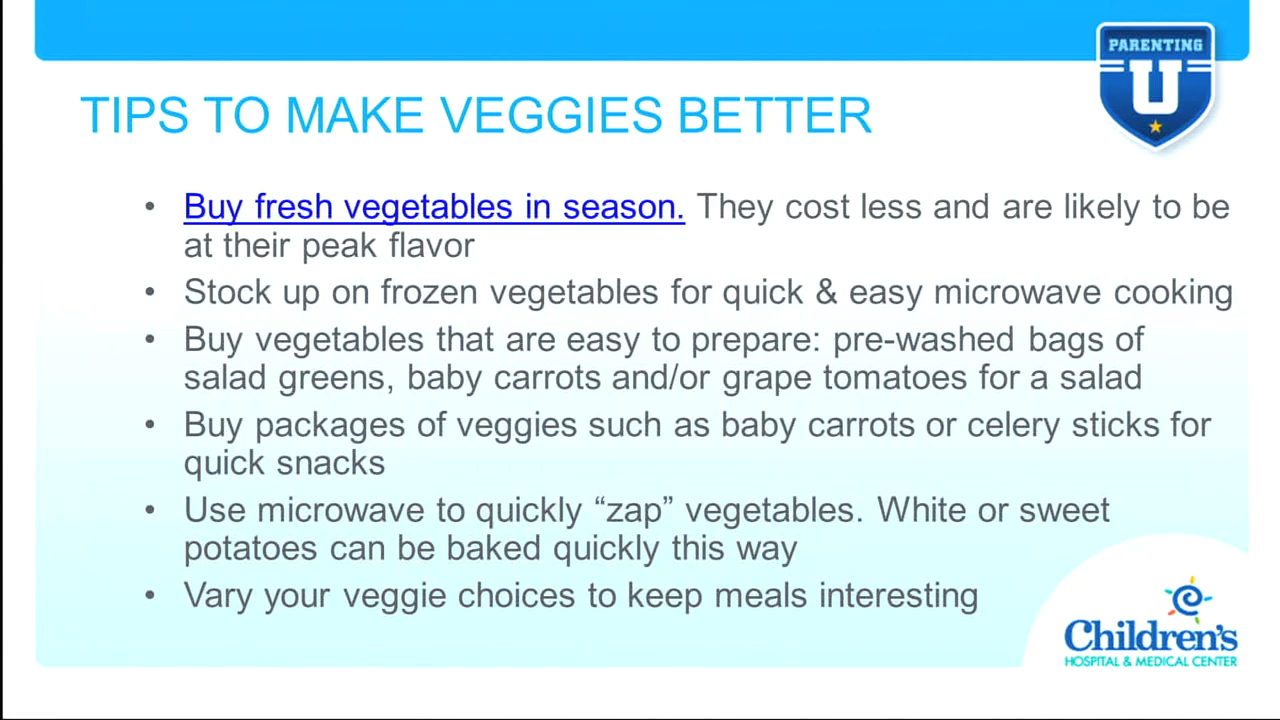 PARENTING
U
TIPS TO MAKE VEGGIES BETTER
• Buy fresh vegetables in season. They cost less and are likely to be
at their peak flavor
• Stock up on frozen vegetables for quick & easy microwave cooking
• Buy vegetables that are easy to prepare: pre-washed bags of
salad greens, baby carrots and/or grape tomatoes for a salad
• Buy packages of veggies such as baby carrots or celery sticks for
quick snacks
• Use microwave to quickly “zap” vegetables. White or sweet
potatoes can be baked quickly this way
• Vary your veggie choices to keep meals interesting
Children's
HOSPITAL & MEDICAL CENTER